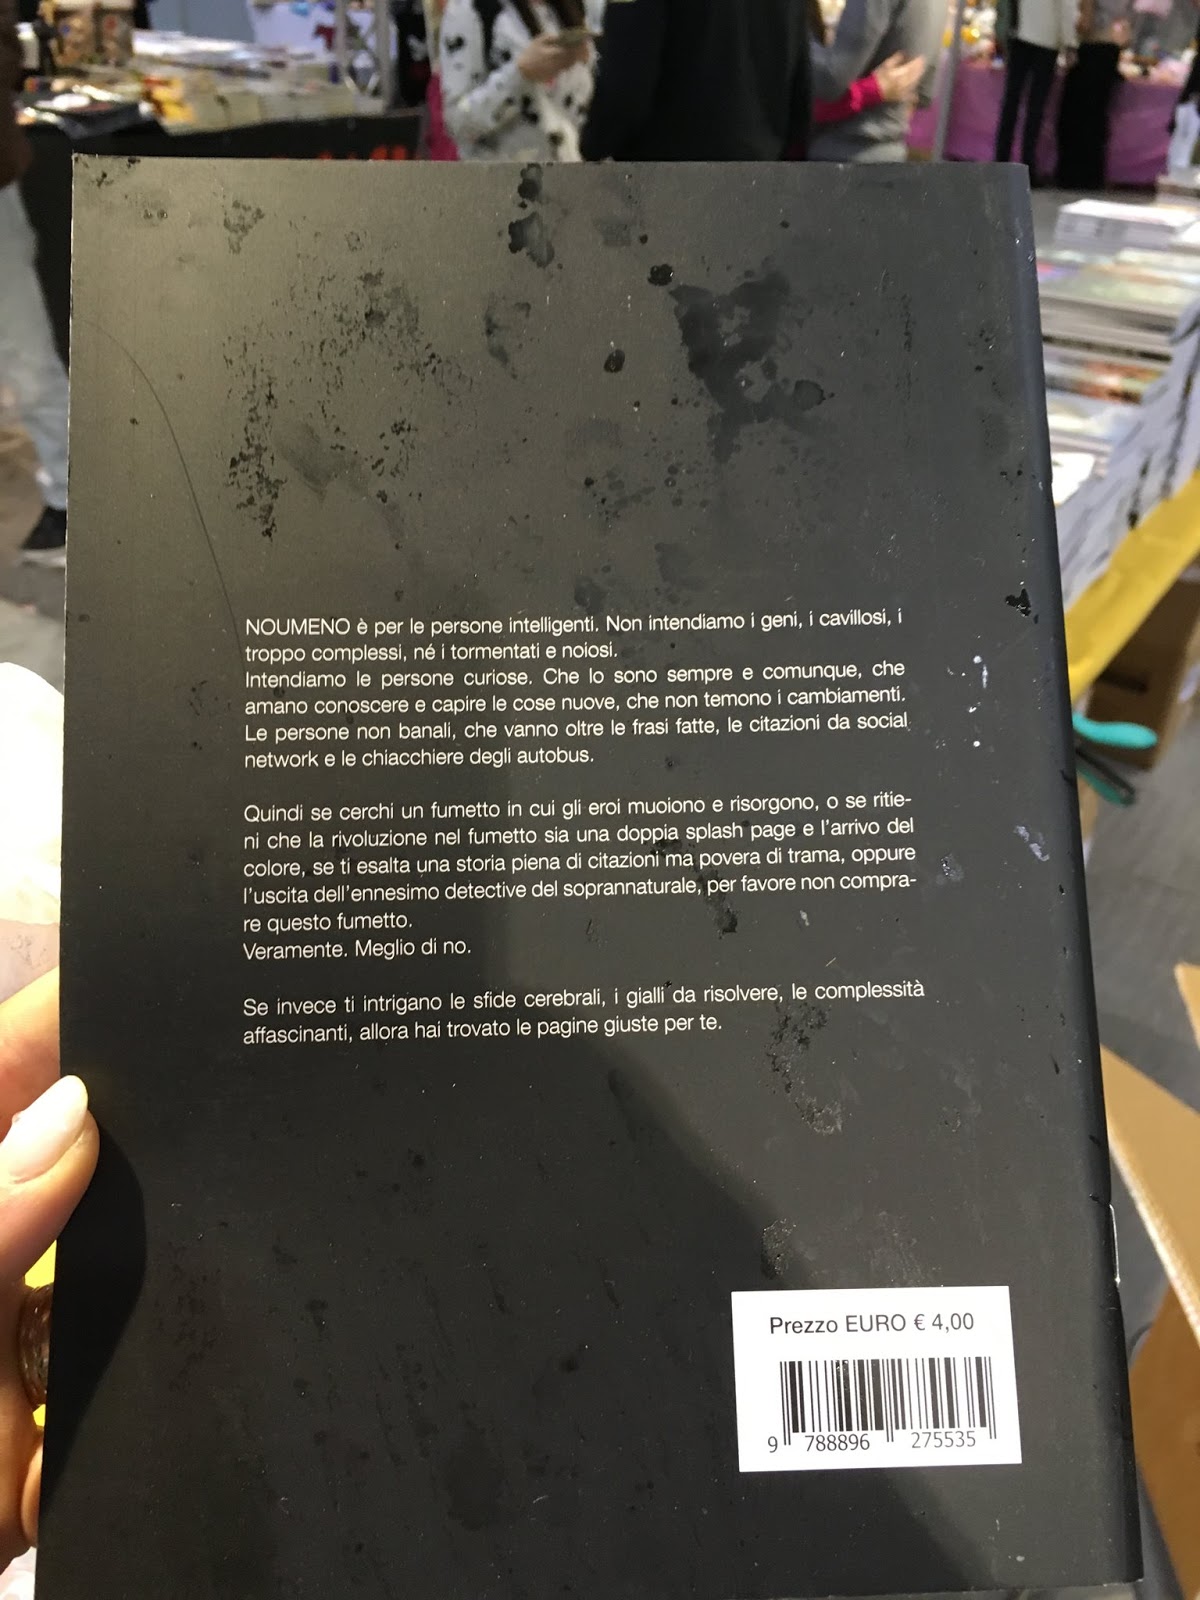 NOUMENO è per le persone intelligenti. Non intendiamo i geni, i cavillosi, i
troppo complessi, né i tormentati e noiosi.
Intendiamo le persone curiose. Che lo sono sempre e comunque, che
amano conoscere e capire le cose nuove, che non temono i cambiamenti.
Le persone non banali, che vanno oltre le frasi fatte, le citazioni da social
network e le chiacchiere degli autobus.
Quindi se cerchi un fumetto in cui gli eroi muoiono e risorgono, o se ritie-
ni che la rivoluzione nel fumetto sia una doppia splash page e l'arrivo del
colore, se ti esalta una storia piena di citazioni ma povera di trama, oppure
l'uscita dell'ennesimo detective del soprannaturale, per favore non compra-
re questo fumetto.
Veramente. Meglio di no.
Se invece ti intrigano le sfide cerebrali, i gialli da risolvere, le complessità
affascinanti, allora hai trovato le pagine giuste per te.
Prezzo EURO € 4,00
9 788896 275535